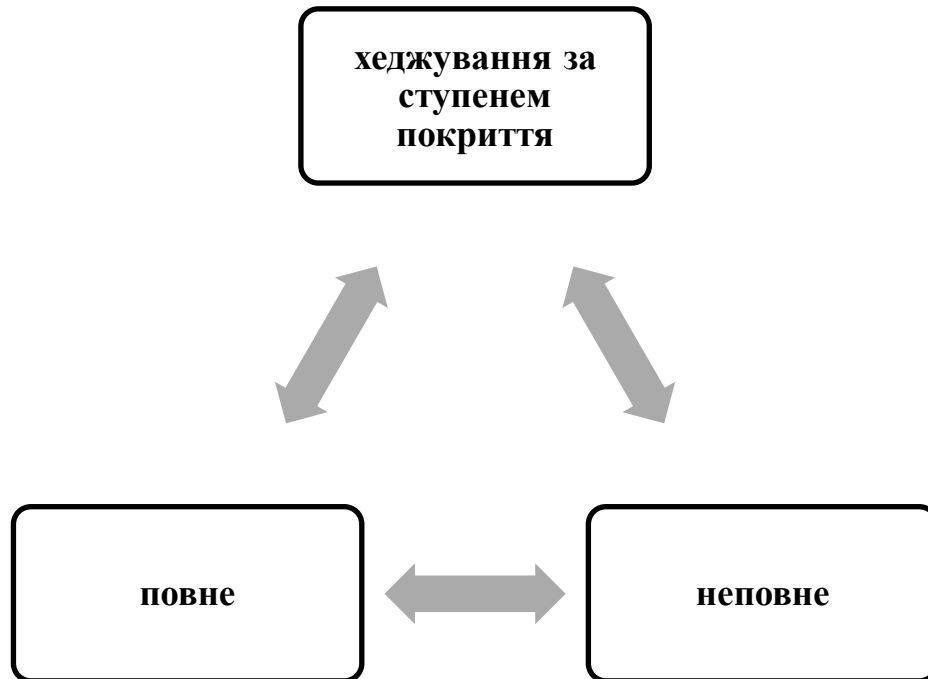 хеджування за
ступенем
покриття
повне
неповне